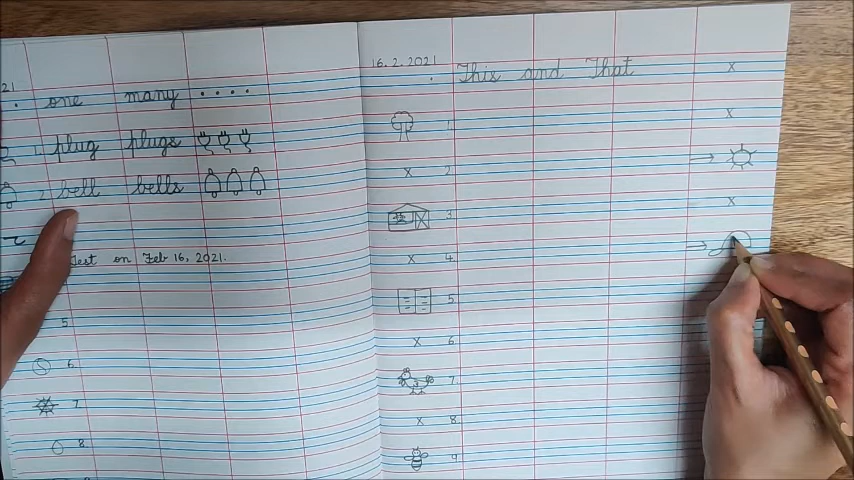 21
. one many ....
1. plug plugs
2 bell bells
Test on Feb 16, 2021.
5
6.
7.
8.
16.2.2021
. This and That
1 x
x 2 x
3 →
x 4 x
5 →
x 6
7.
x 8.
9